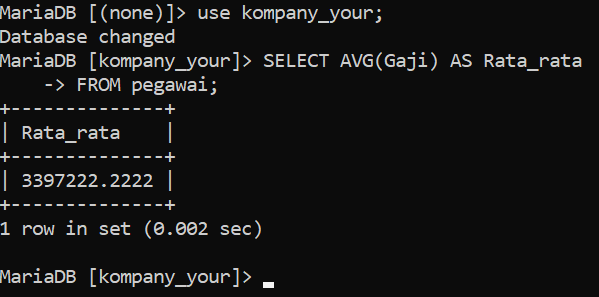 MariaDB [(none)]> use kompany_your;
Database changed
MariaDB [kompany_your]> SELECT AVG(Gaji) AS Rata_rata
    -> FROM pegawai;
+--------------+
| Rata_rata    |
+--------------+
| 3397222.2222 |
+--------------+
1 row in set (0.002 sec)

MariaDB [kompany_your]>